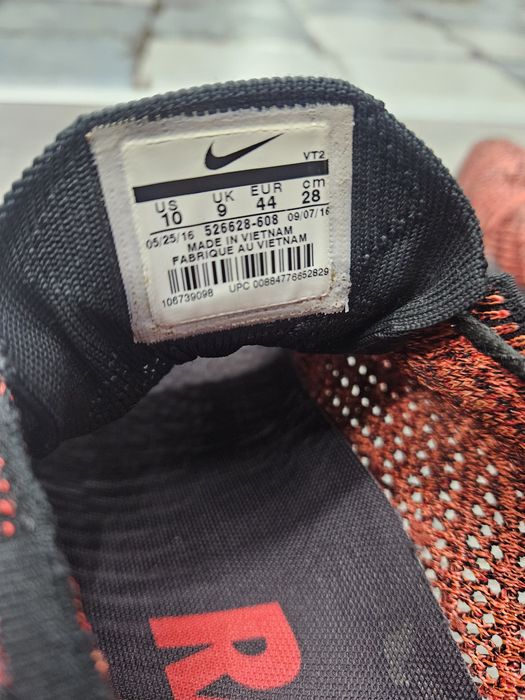 VT2
US UK EUR cm
10 9 44 28
05/25/16 526628-608 09/07/16
MADE IN VIETNAM
FABRIQUE AU VIETNAM
106739098 UPC 00884776652829
R